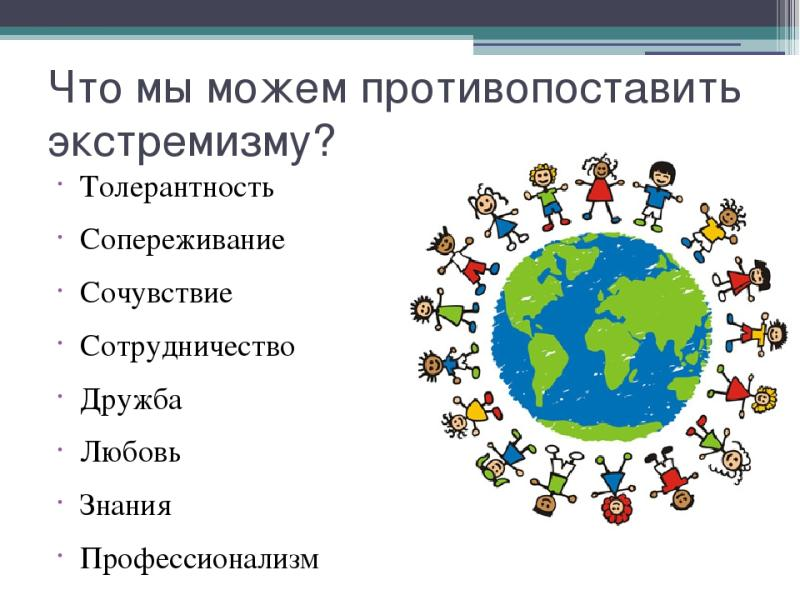 Что мы можем противопоставить
экстремизму?
Толерантность
Сопереживание
Сочувствие
Сотрудничество
Дружба
Любовь
Знания
Профессионализм